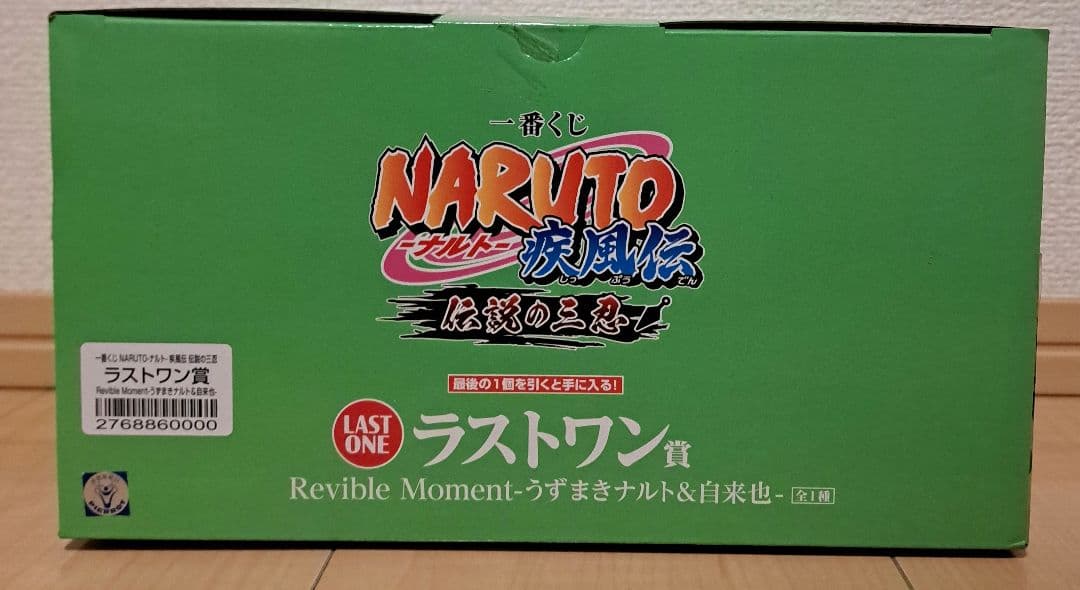 一番くじ
NARUTO
-ナルト-
疾風伝
しっ ぷう でん
伝説の三忍
最後の1個を引くと手に入る!
LAST
ONE
ラストワン賞
Revible Moment-うずまきナルト&自来也- 全1種
一番くじ NARUTO-ナルト- 疾風伝 伝説の三忍
ラストワン賞
Revible Moment-うずまきナルト&自来也-
2768860000
PIERROT